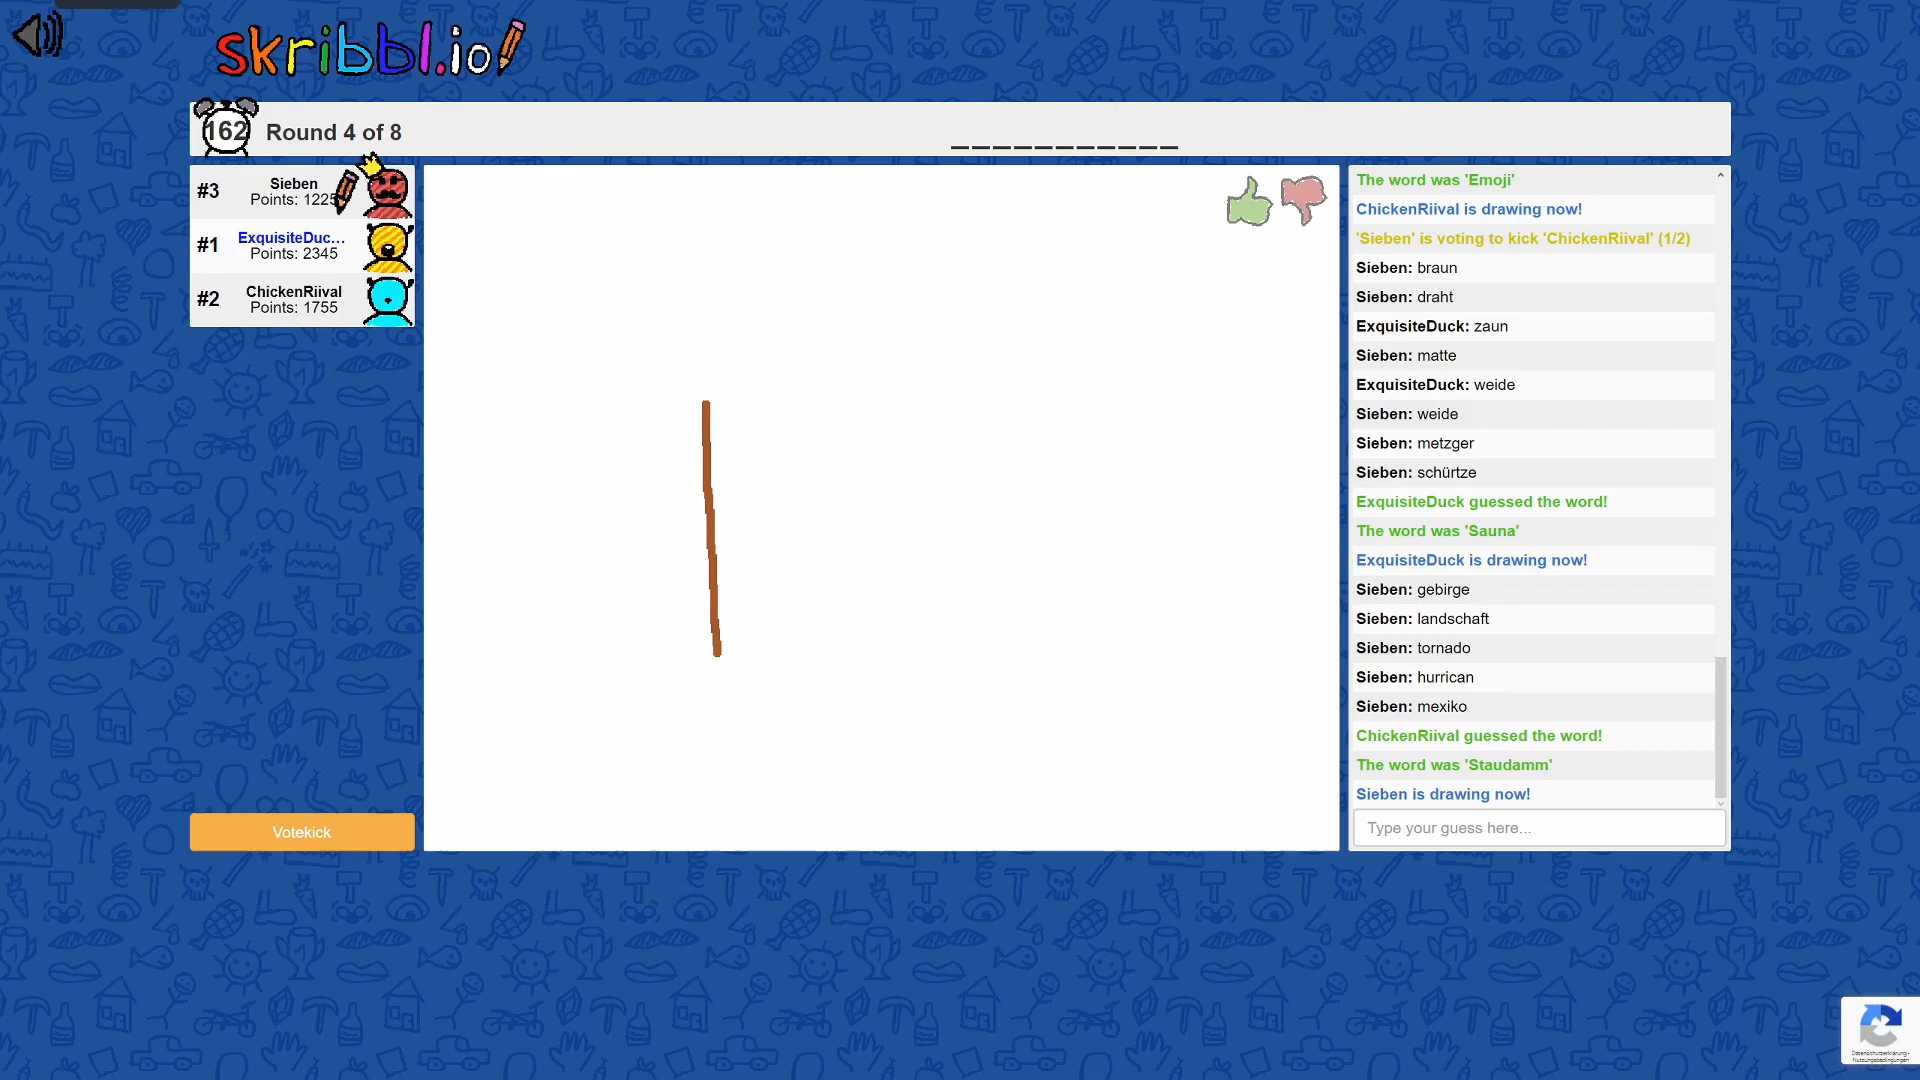 skribbl.io
162 Round 4 of 8
___________
#3 Sieben
Points: 1225
#1 ExquisiteDuc...
Points: 2345
#2 ChickenRiival
Points: 1755
Votekick
The word was 'Emoji'
ChickenRiival is drawing now!
'Sieben' is voting to kick 'ChickenRiival' (1/2)
Sieben: braun
Sieben: draht
ExquisiteDuck: zaun
Sieben: matte
ExquisiteDuck: weide
Sieben: weide
Sieben: metzger
Sieben: schürtze
ExquisiteDuck guessed the word!
The word was 'Sauna'
ExquisiteDuck is drawing now!
Sieben: gebirge
Sieben: landschaft
Sieben: tornado
Sieben: hurrican
Sieben: mexiko
ChickenRiival guessed the word!
The word was 'Staudamm'
Sieben is drawing now!
Type your guess here...
Datenschutzerklärung -
Nutzungsbedingungen